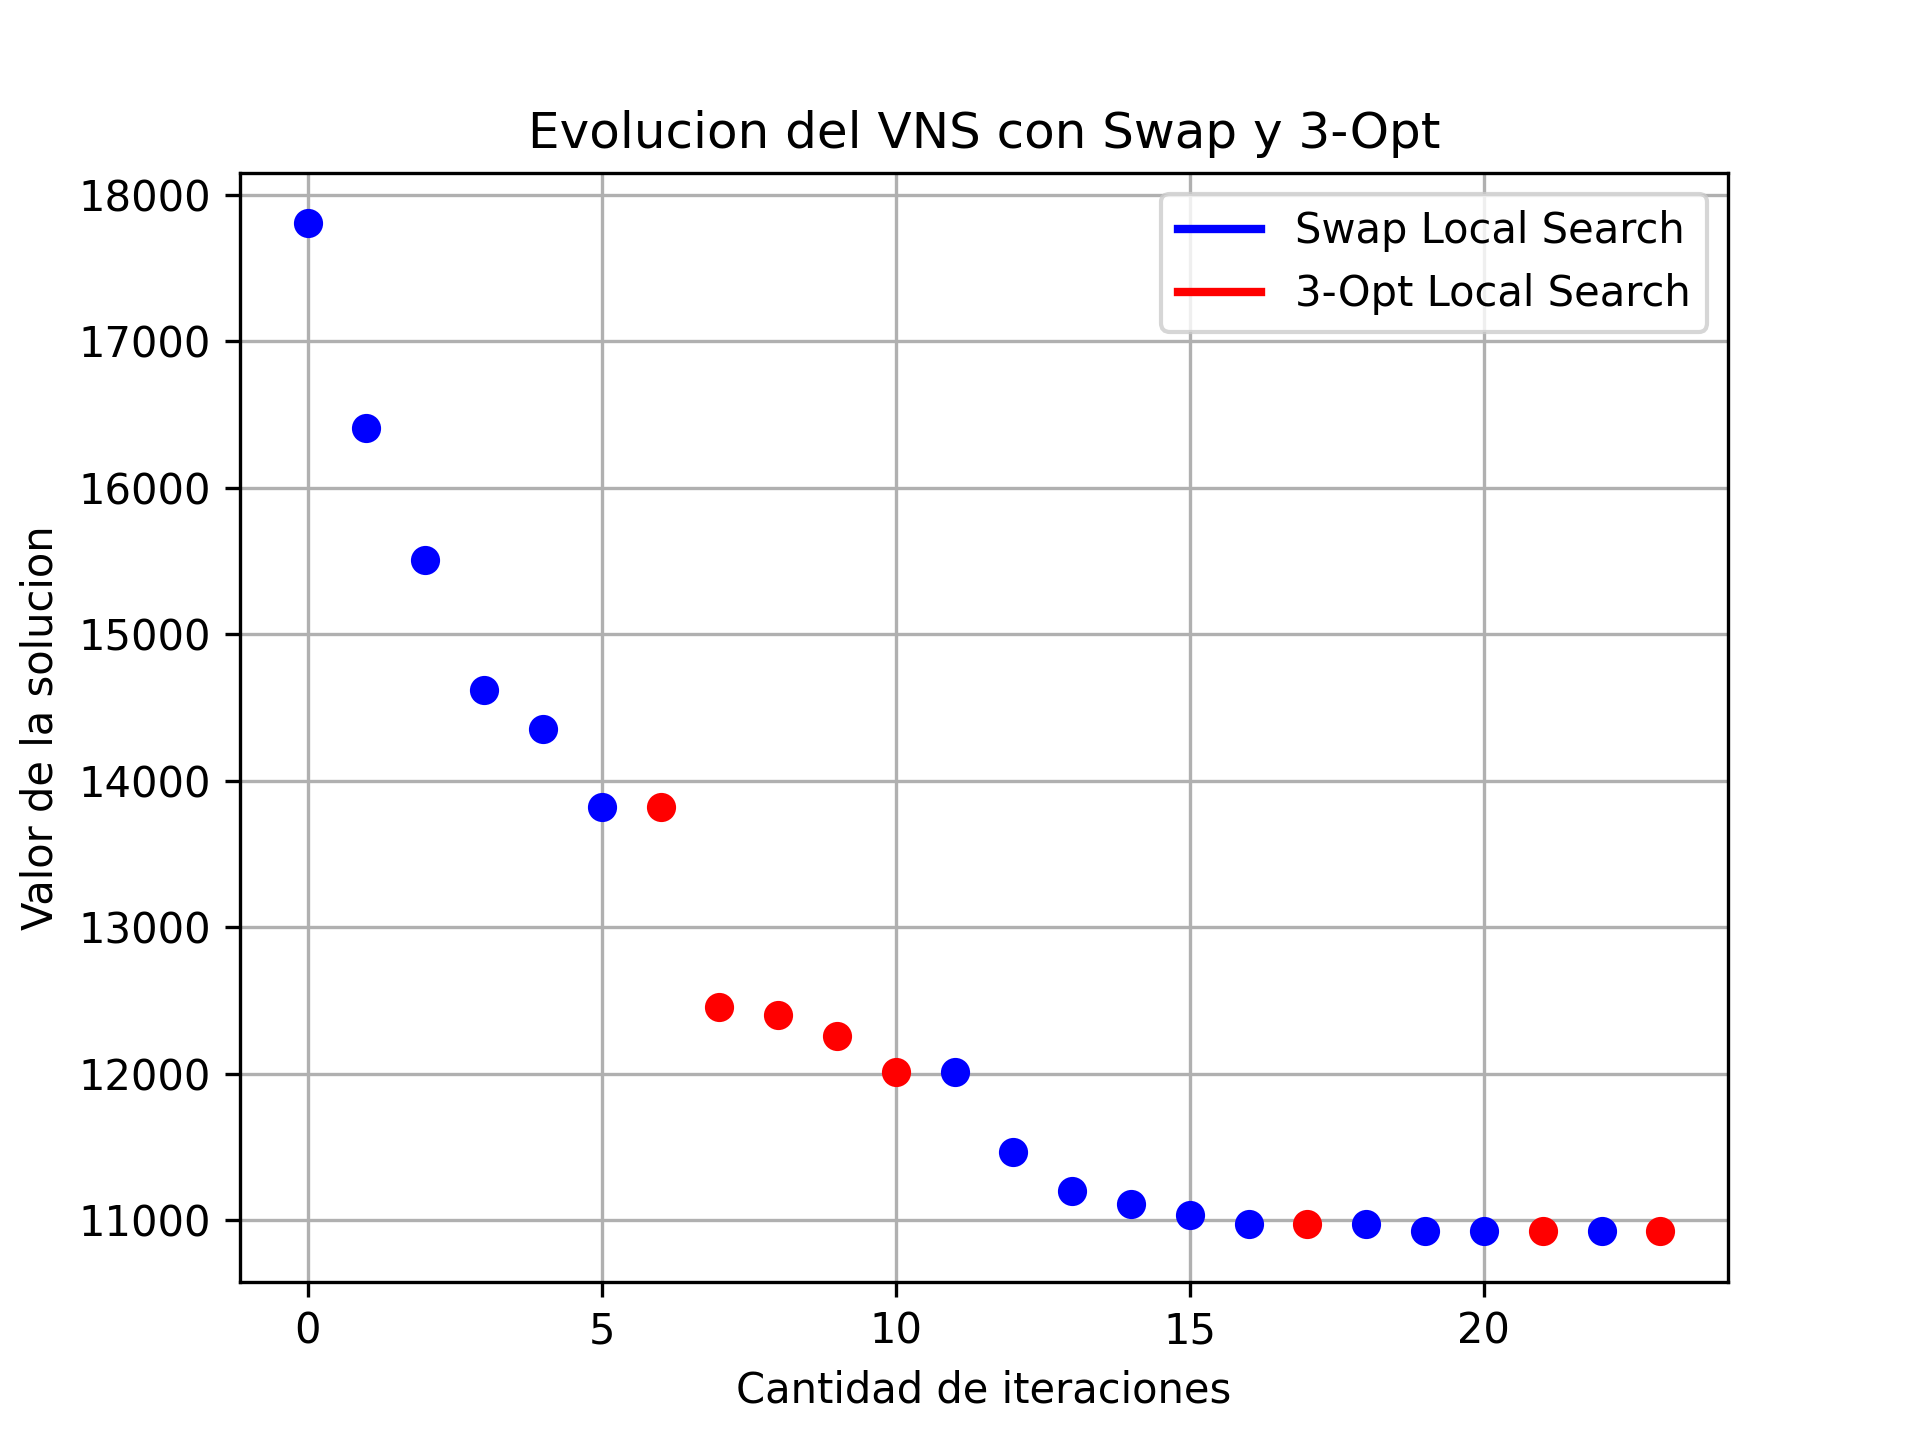 Evolucion del VNS con Swap y 3-Opt
Swap Local Search
3-Opt Local Search
Valor de la solucion
18000
17000
16000
15000
14000
13000
12000
11000
0 5 10 15 20
Cantidad de iteraciones